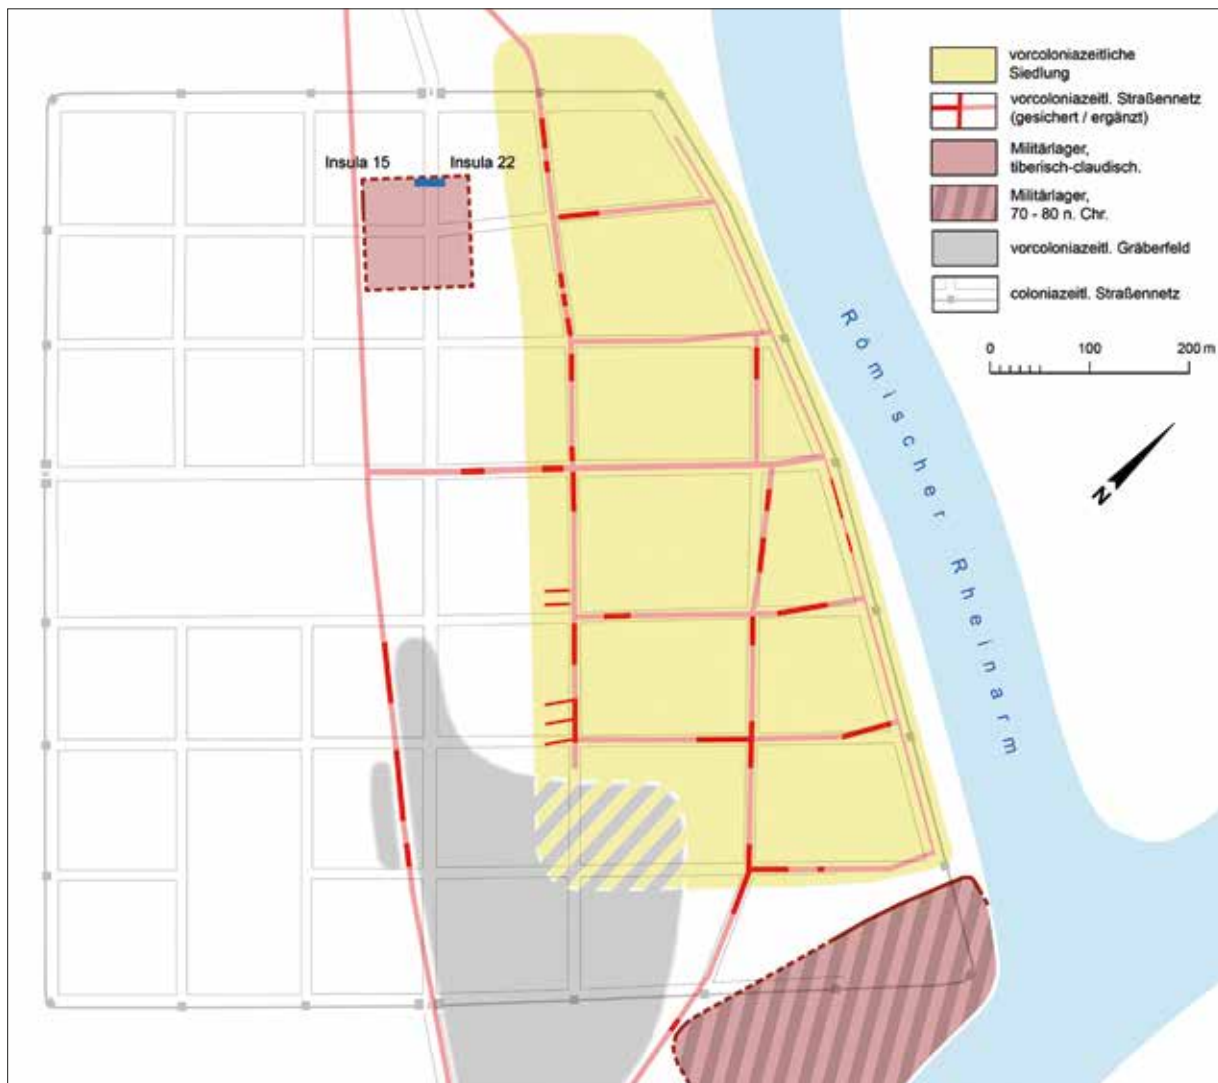 Insula 15
Insula 22
vorcoloniazeitliche
Siedlung
vorcoloniazeitl. Straßennetz
(gesichert / ergänzt)
Militärlager,
tiberisch-claudisch.
Militärlager,
70 - 80 n. Chr.
vorcoloniazeitl. Gräberfeld
coloniazeitl. Straßennetz
0 100 200 m
N
Römischer Rheinarm